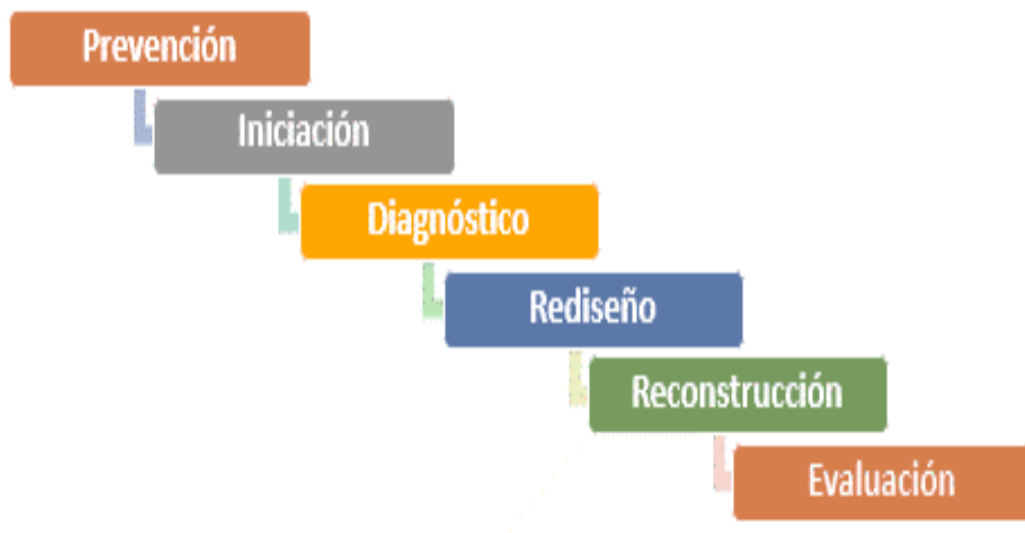 Prevención
Iniciación
Diagnóstico
Rediseño
Reconstrucción
Evaluación